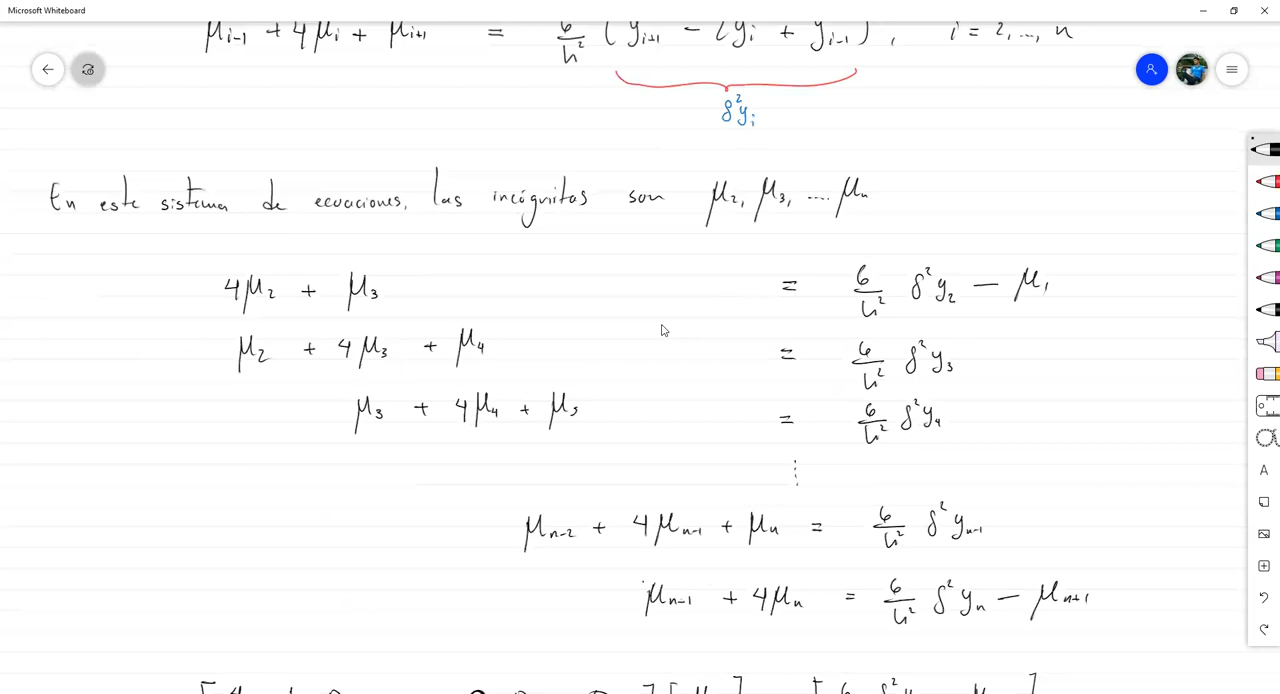 Microsoft Whiteboard
μᵢ₋₁ + 4μᵢ + μᵢ₊₁ = 6/h² (yᵢ₊₁ − 2yᵢ + yᵢ₋₁), i = 2, ..., n
δ²yᵢ
En este sistema de ecuaciones, las incógnitas son μ₂, μ₃, .... μₙ
4μ₂ + μ₃ = 6/h² δ²y₂ − μ₁
μ₂ + 4μ₃ + μ₄ = 6/h² δ²y₃
μ₃ + 4μ₄ + μ₅ = 6/h² δ²y₄
⋮
μₙ₋₂ + 4μₙ₋₁ + μₙ = 6/h² δ²yₙ₋₁
μₙ₋₁ + 4μₙ = 6/h² δ²yₙ − μₙ₊₁